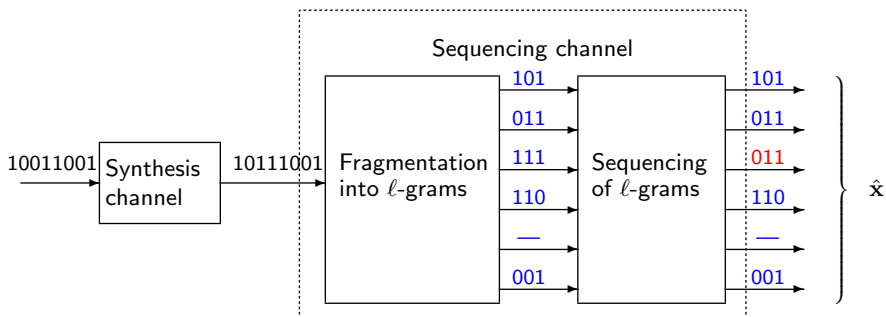 Sequencing channel
10011001
Synthesis
channel
10111001
Fragmentation
into ℓ-grams
101
011
111
110
—
001
Sequencing
of ℓ-grams
101
011
011
110
—
001
x̂